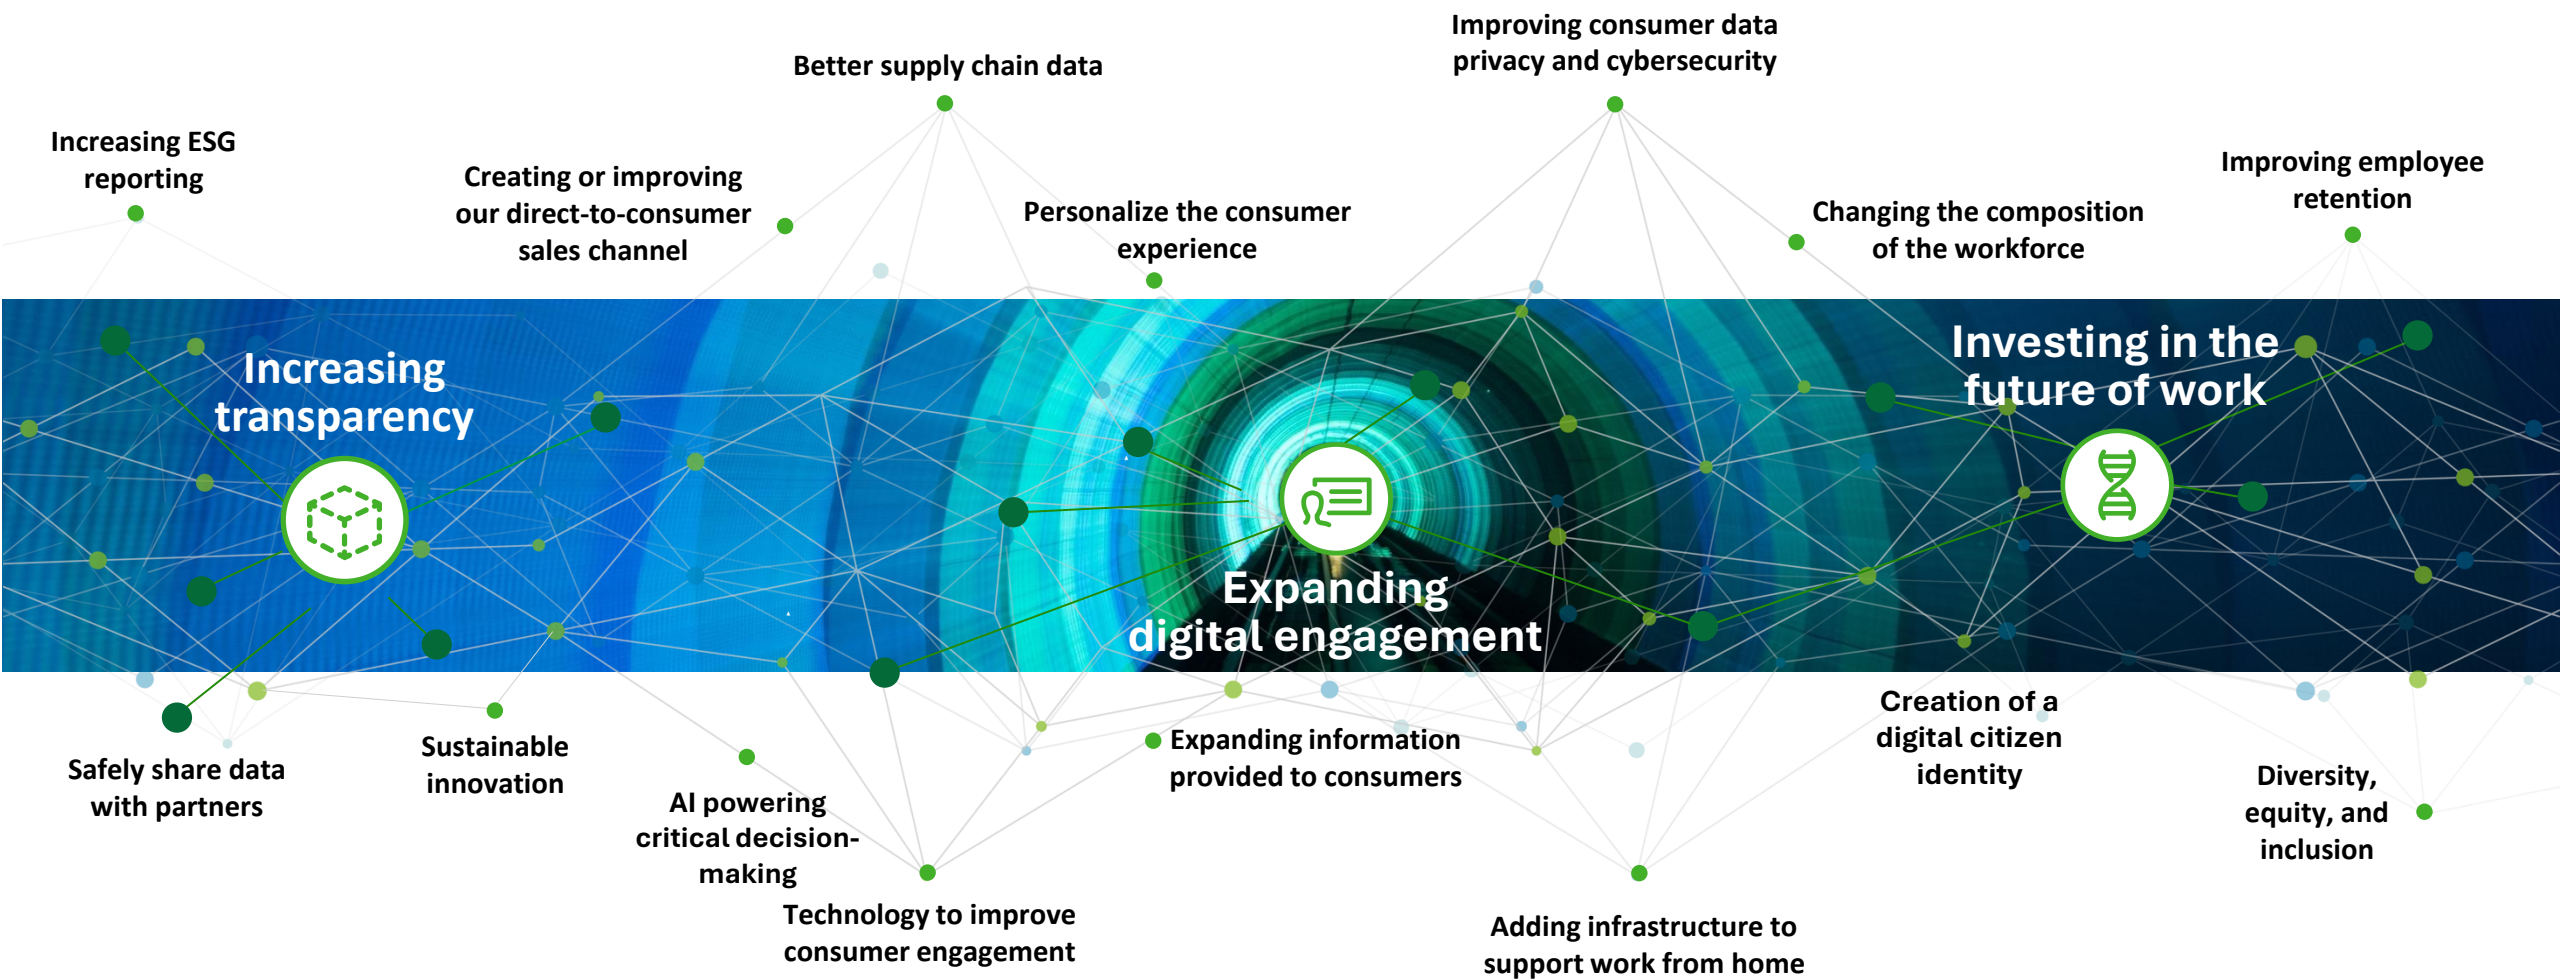 Improving consumer data
privacy and cybersecurity
Better supply chain data
Increasing ESG
reporting
Creating or improving
our direct-to-consumer
sales channel
Personalize the consumer
experience
Changing the composition
of the workforce
Improving employee
retention
Increasing
transparency
Expanding
digital engagement
Investing in the
future of work
Safely share data
with partners
Sustainable
innovation
AI powering
critical decision-
making
Technology to improve
consumer engagement
Expanding information
provided to consumers
Adding infrastructure to
support work from home
Creation of a
digital citizen
identity
Diversity,
equity, and
inclusion